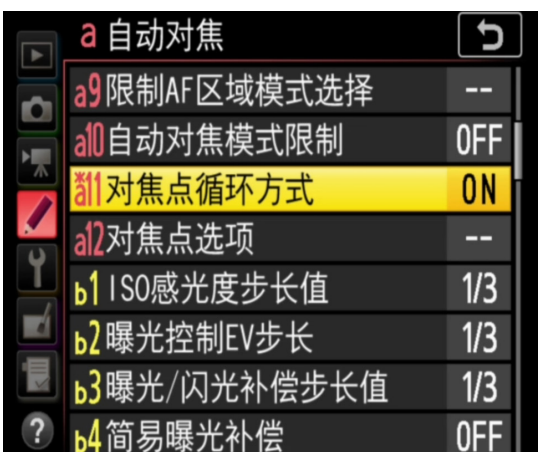 a 自动对焦
a9 限制AF区域模式选择 --
a10 自动对焦模式限制 OFF
*a11 对焦点循环方式 ON
a12 对焦点选项 --
b1 ISO感光度步长值 1/3
b2 曝光控制EV步长 1/3
b3 曝光/闪光补偿步长值 1/3
b4 简易曝光补偿 OFF
?